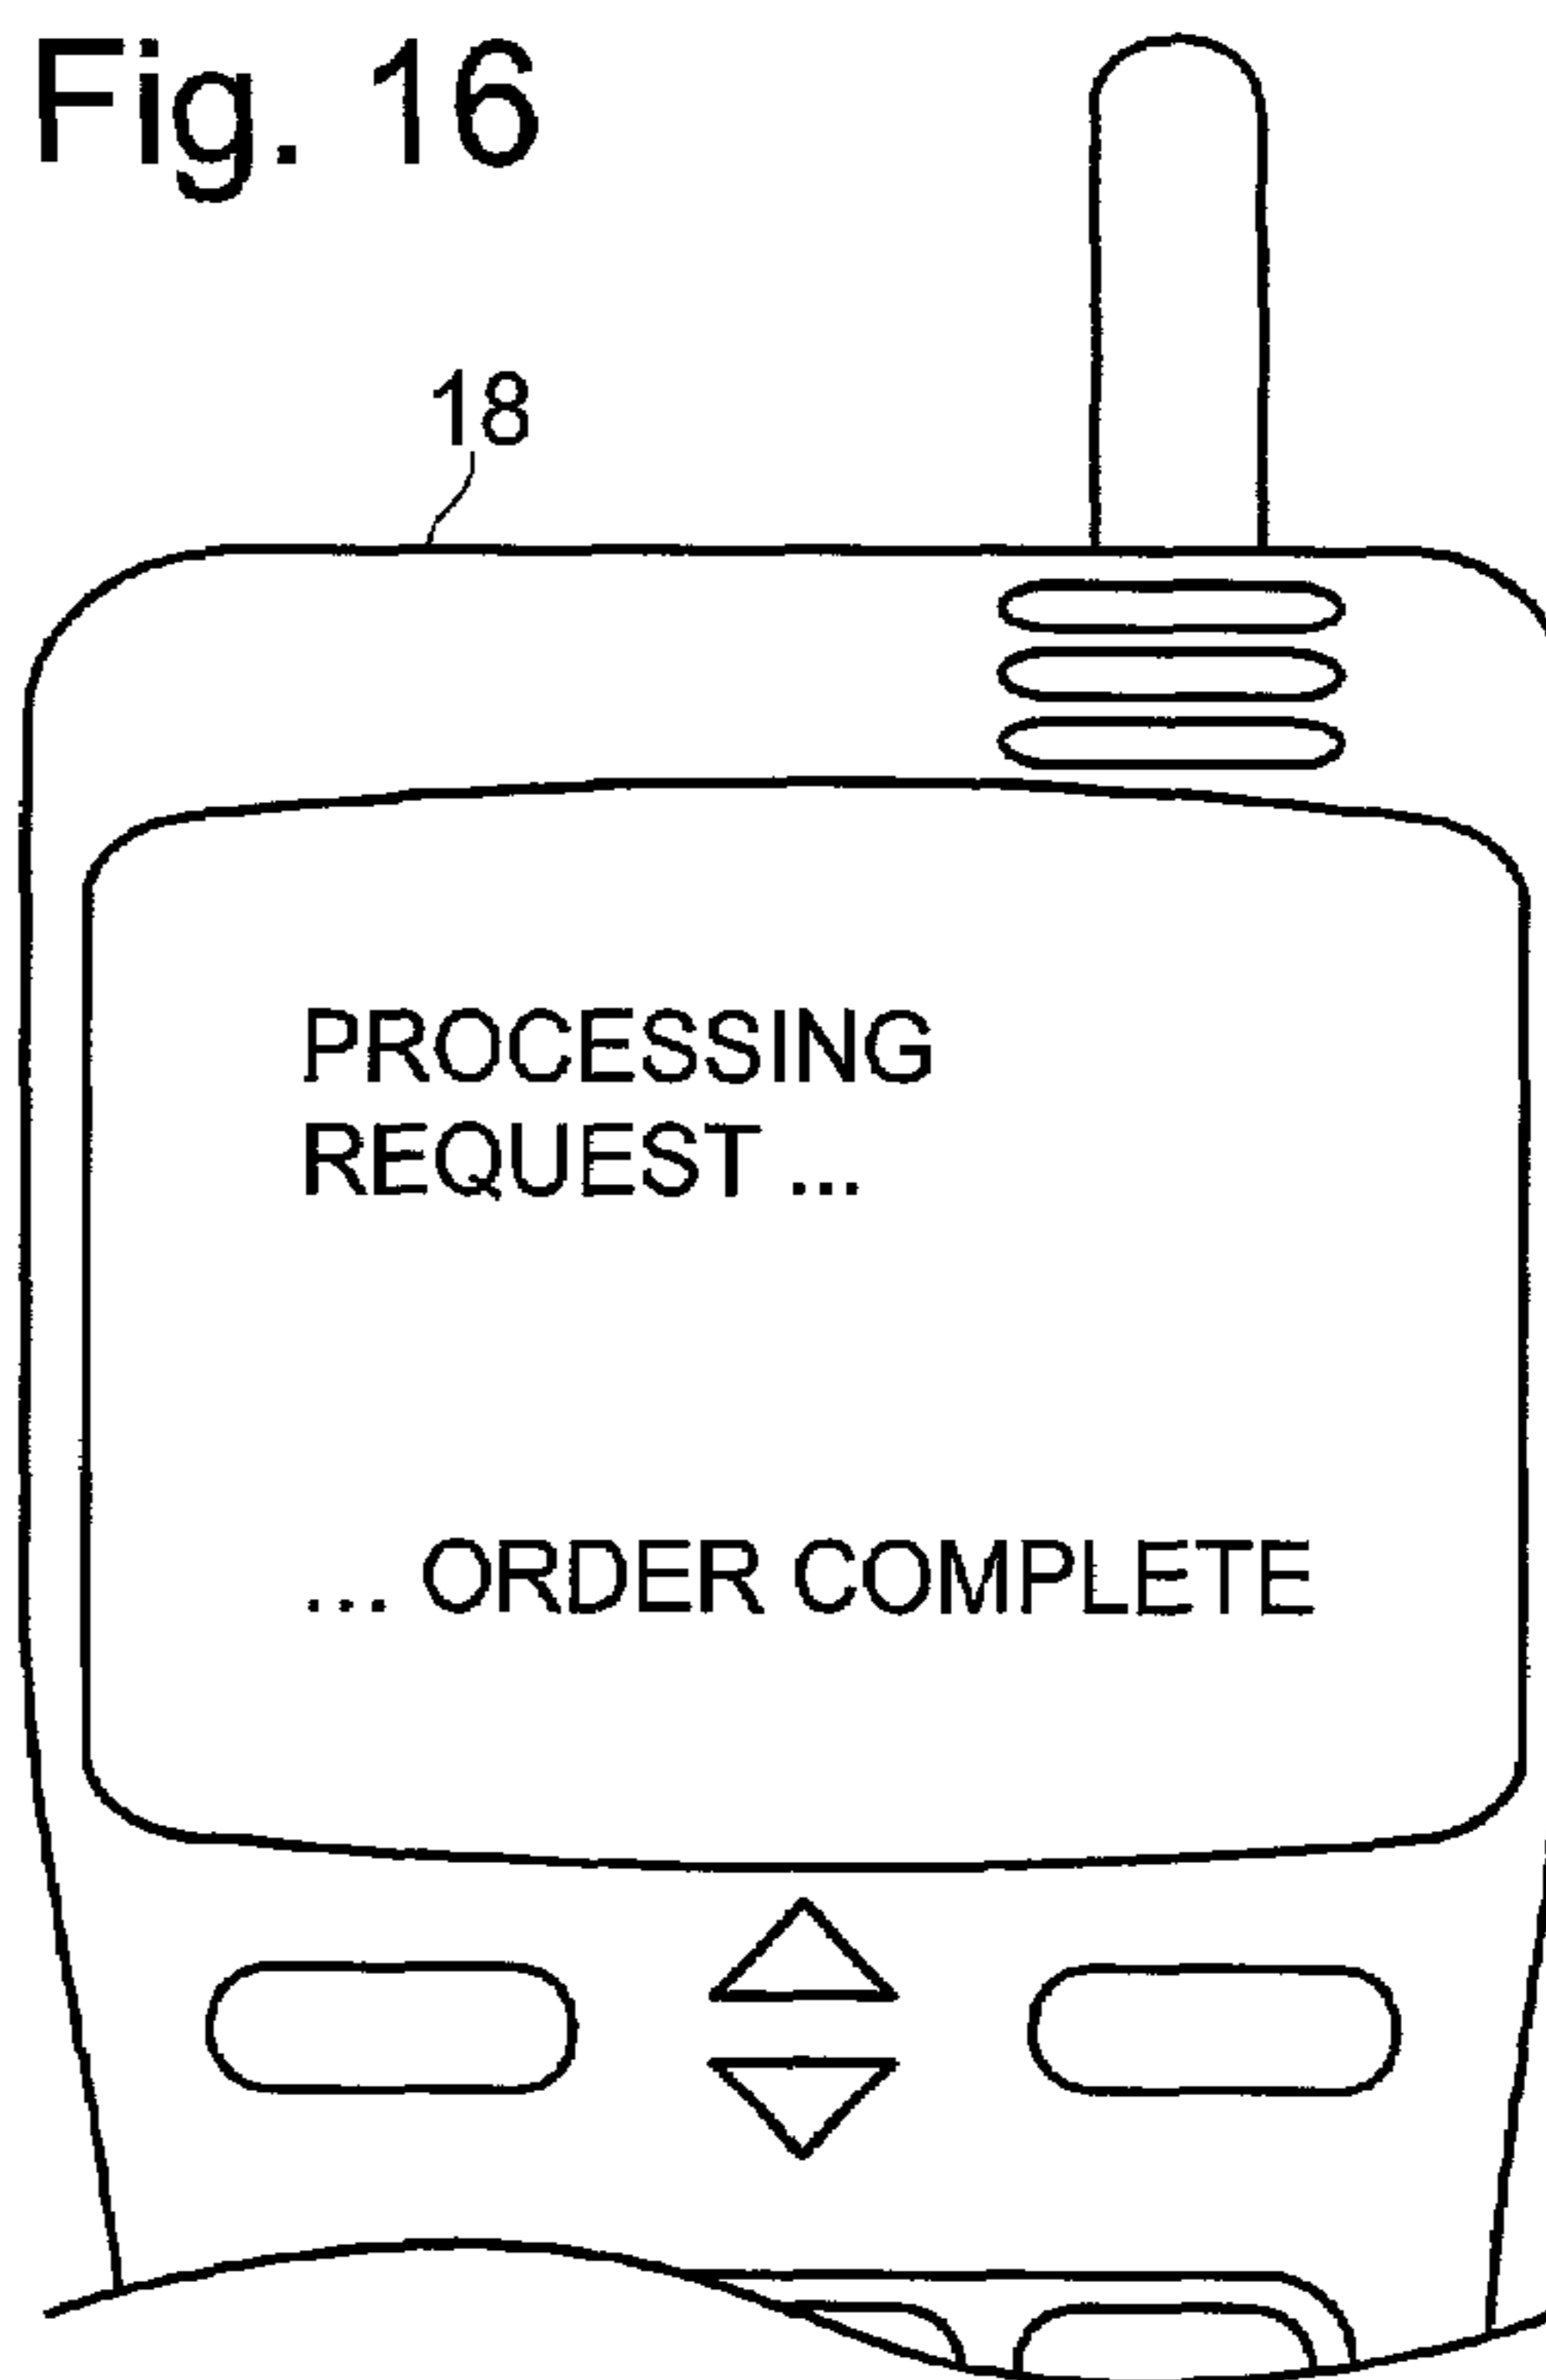 Fig. 16
18
PROCESSING
REQUEST ...
... ORDER COMPLETE